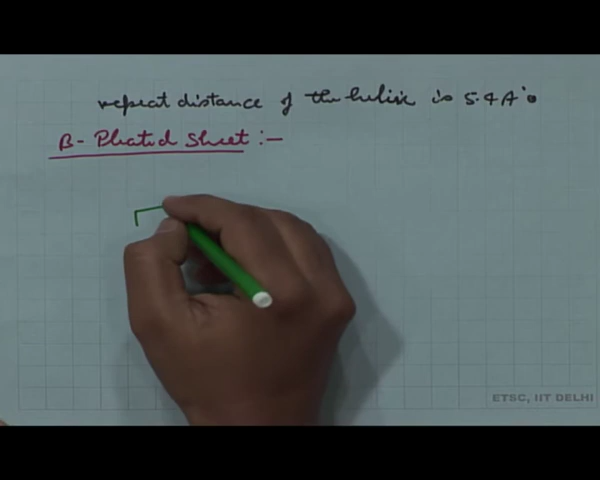 repeat distance of the helix is 5.4 A°.
β- Pleated Sheet :-
ETSC, IIT DELHI